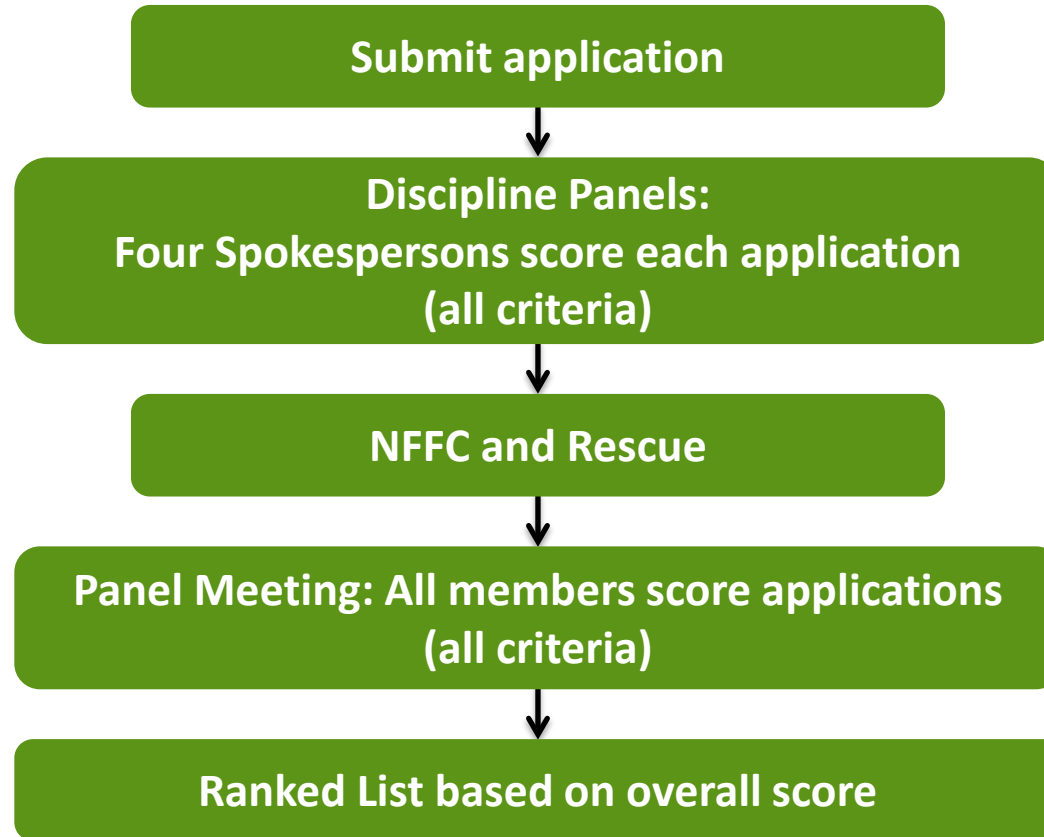 Submit application
Discipline Panels:
Four Spokespersons score each application
(all criteria)
NFFC and Rescue
Panel Meeting: All members score applications
(all criteria)
Ranked List based on overall score